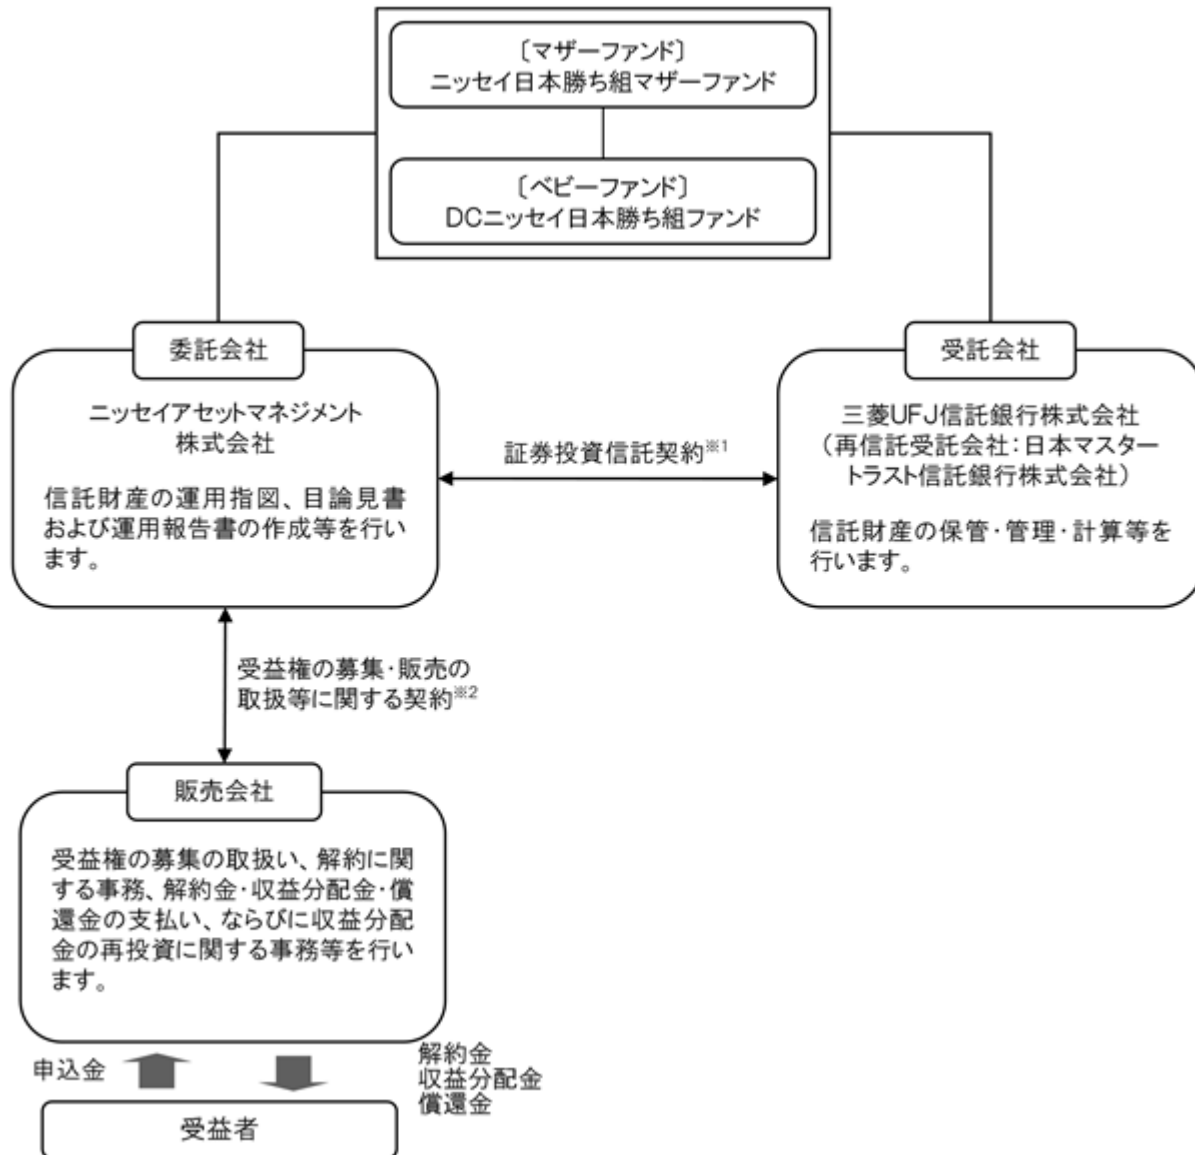 〔マザーファンド〕
ニッセイ日本勝ち組マザーファンド
〔ベビーファンド〕
DCニッセイ日本勝ち組ファンド
委託会社
ニッセイアセットマネジメント
株式会社
信託財産の運用指図、目論見書
および運用報告書の作成等を行い
ます。
証券投資信託契約※1
受託会社
三菱UFJ信託銀行株式会社
(再信託受託会社:日本マスター
トラスト信託銀行株式会社)
信託財産の保管・管理・計算等を
行います。
受益権の募集・販売の
取扱等に関する契約※2
販売会社
受益権の募集の取扱い、解約に関
する事務、解約金・収益分配金・償
還金の支払い、ならびに収益分配
金の再投資に関する事務等を行い
ます。
申込金
解約金
収益分配金
償還金
受益者